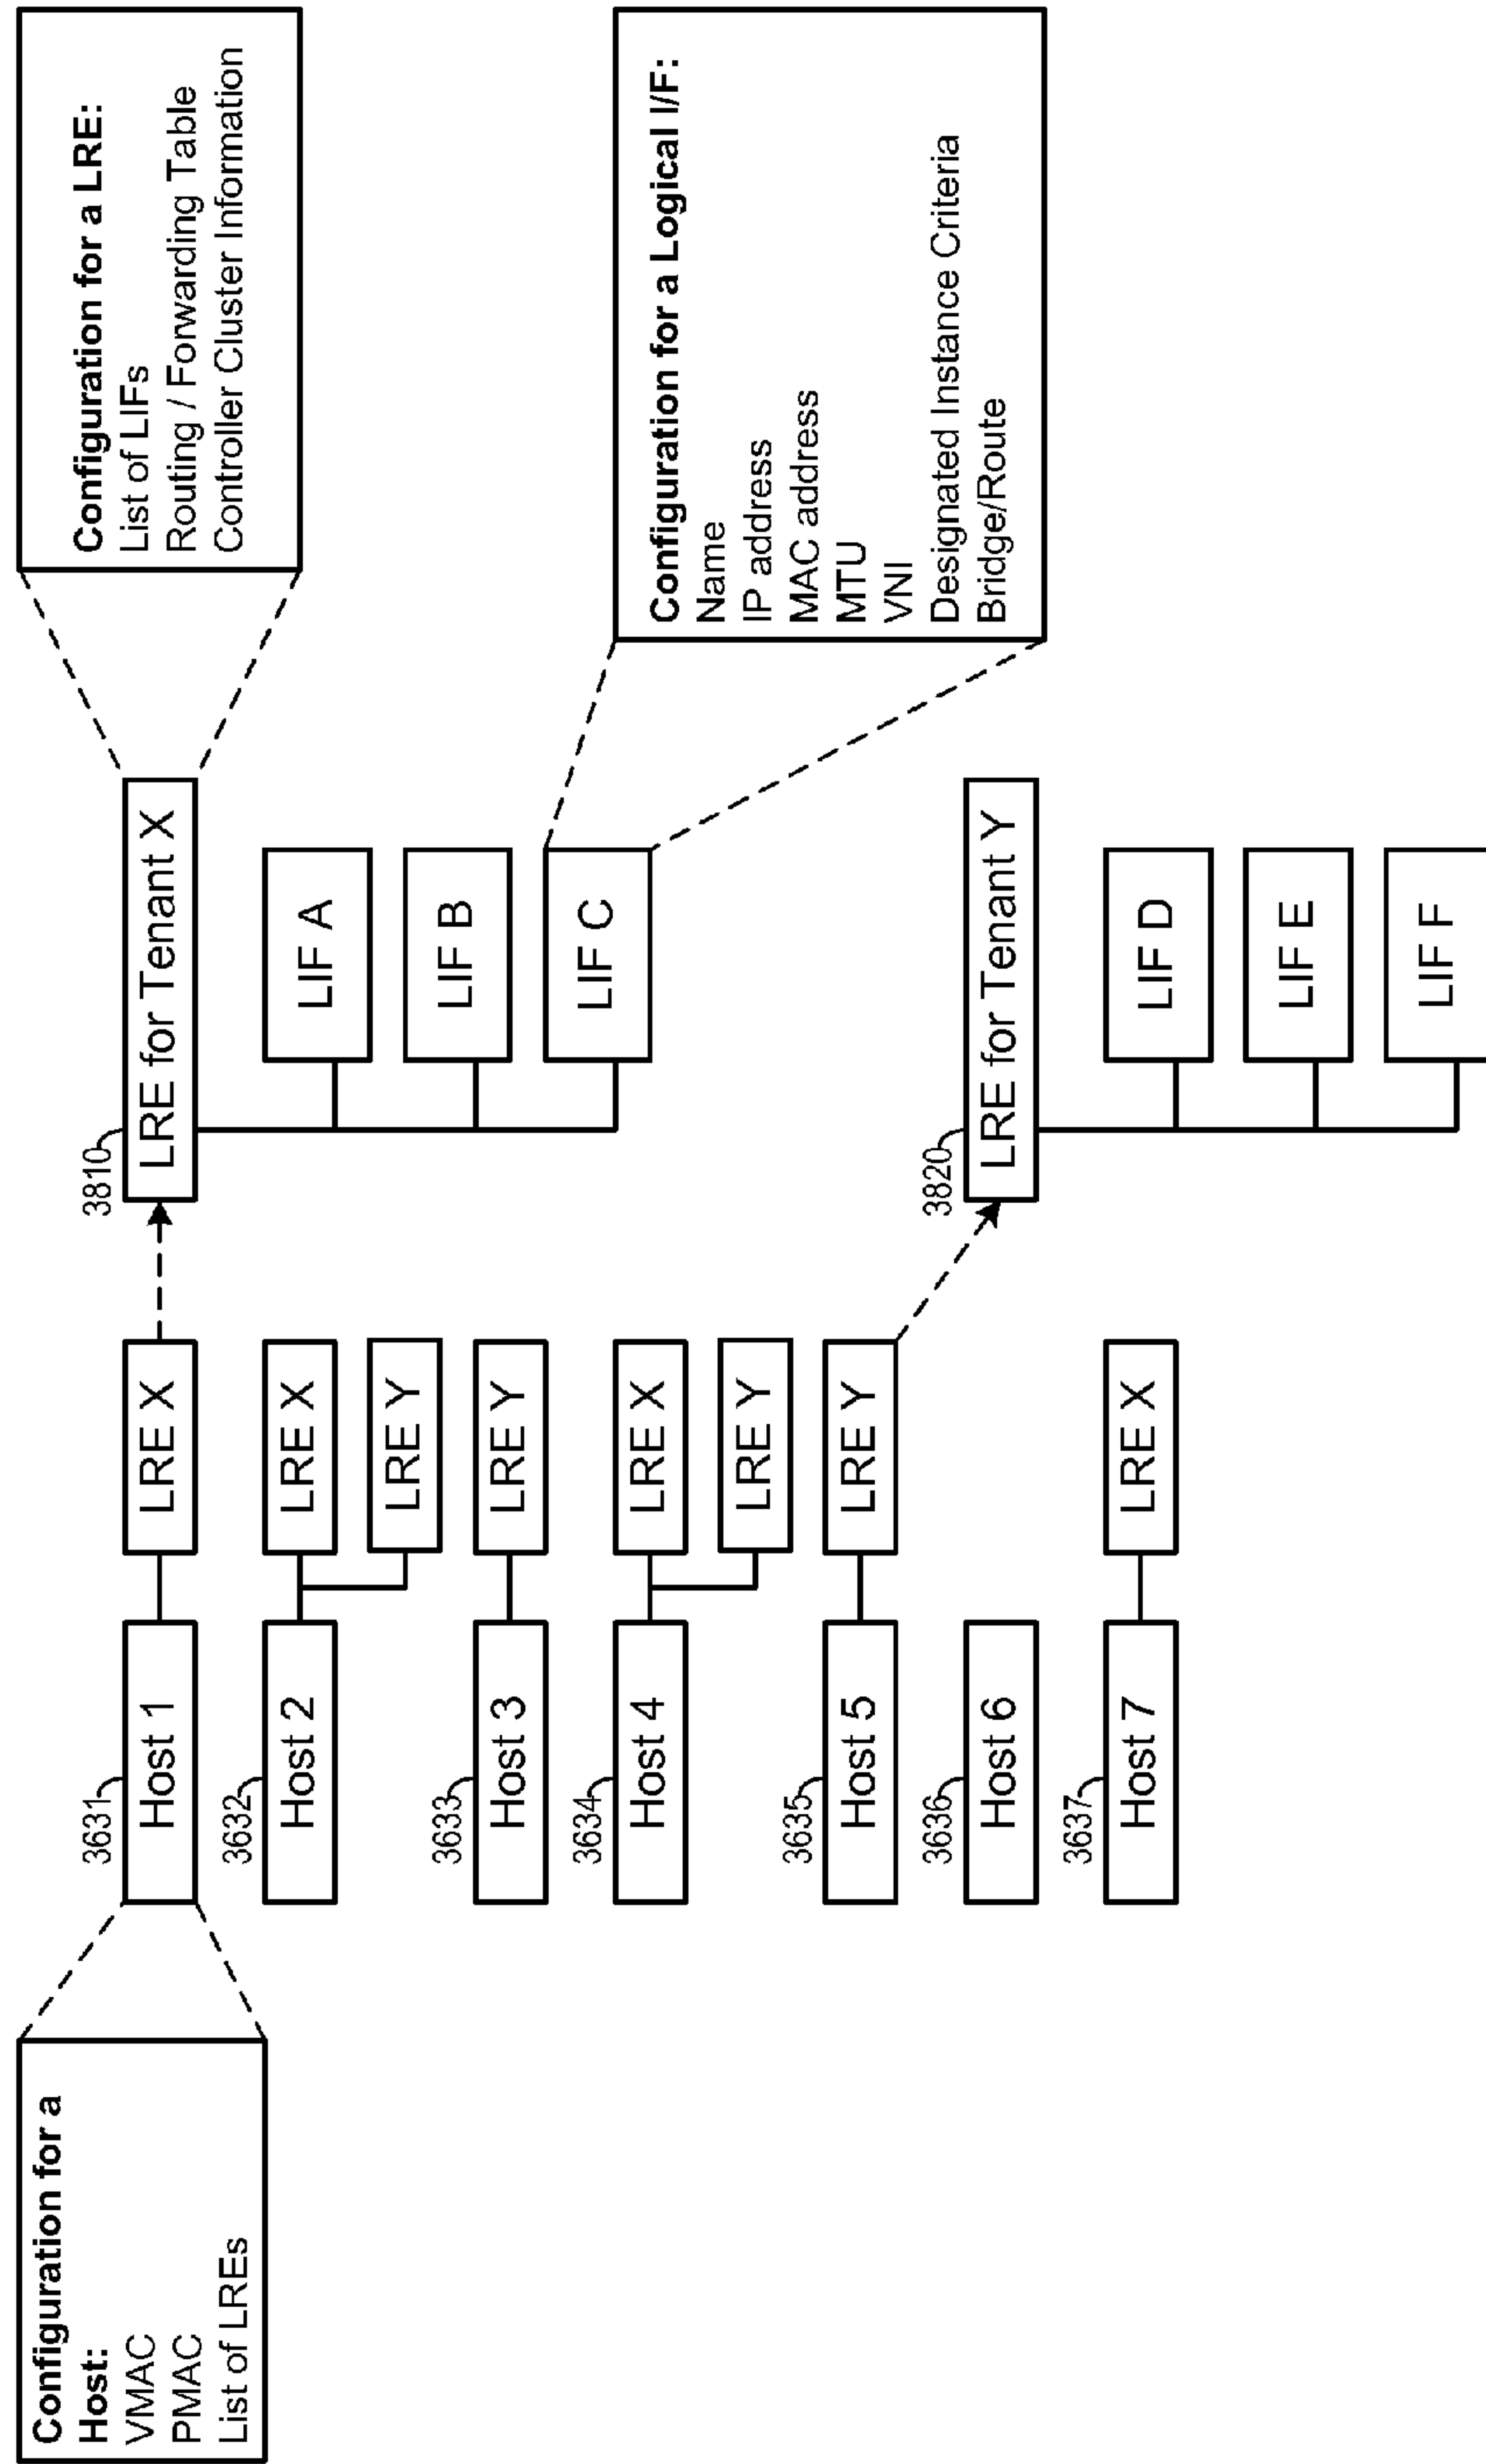 Configuration for a
Host:
VMAC
PMAC
List of LREs
3631
Host 1
LRE X
3632
Host 2
LRE X
LRE Y
3633
Host 3
LRE Y
3634
Host 4
LRE X
LRE Y
3635
Host 5
LRE Y
3636
Host 6
3637
Host 7
LRE X
3810
LRE for Tenant X
LIF A
LIF B
LIF C
3820
LRE for Tenant Y
LIF D
LIF E
LIF F
Configuration for a LRE:
List of LIFs
Routing / Forwarding Table
Controller Cluster Information
Configuration for a Logical I/F:
Name
IP address
MAC address
MTU
VNI
Designated Instance Criteria
Bridge/Route